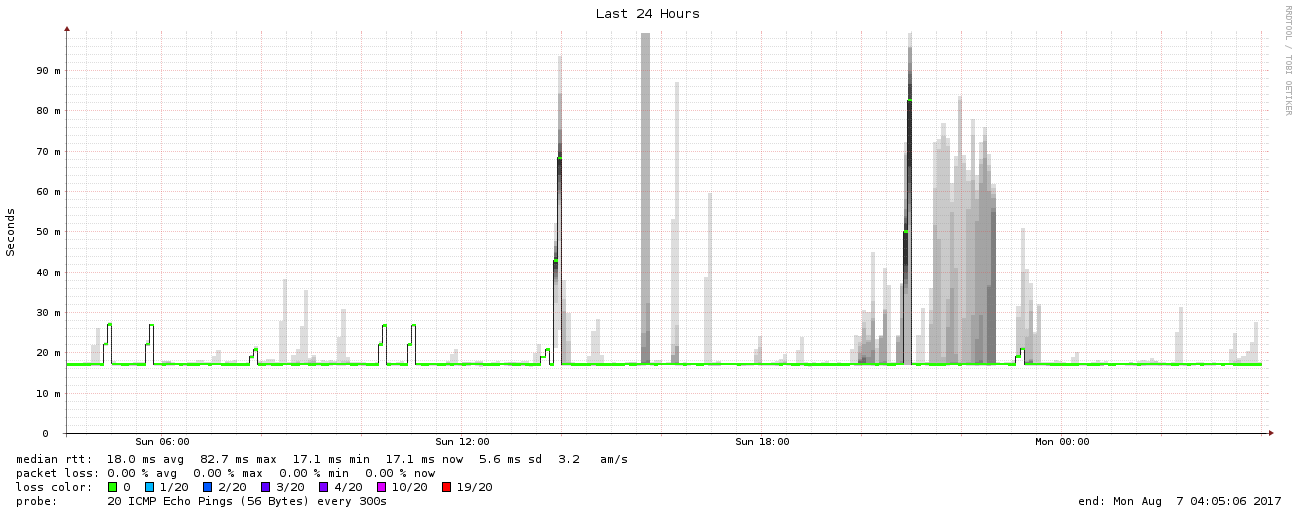 Last 24 Hours
RRDTOOL / TOBI OETIKER
Seconds
90 m
80 m
70 m
60 m
50 m
40 m
30 m
20 m
10 m
0
Sun 06:00 Sun 12:00 Sun 18:00 Mon 00:00
median rtt: 18.0 ms avg 82.7 ms max 17.1 ms min 17.1 ms now 5.6 ms sd 3.2 am/s
packet loss: 0.00 % avg 0.00 % max 0.00 % min 0.00 % now
loss color: 0 1/20 2/20 3/20 4/20 10/20 19/20
probe: 20 ICMP Echo Pings (56 Bytes) every 300s end: Mon Aug 7 04:05:06 2017